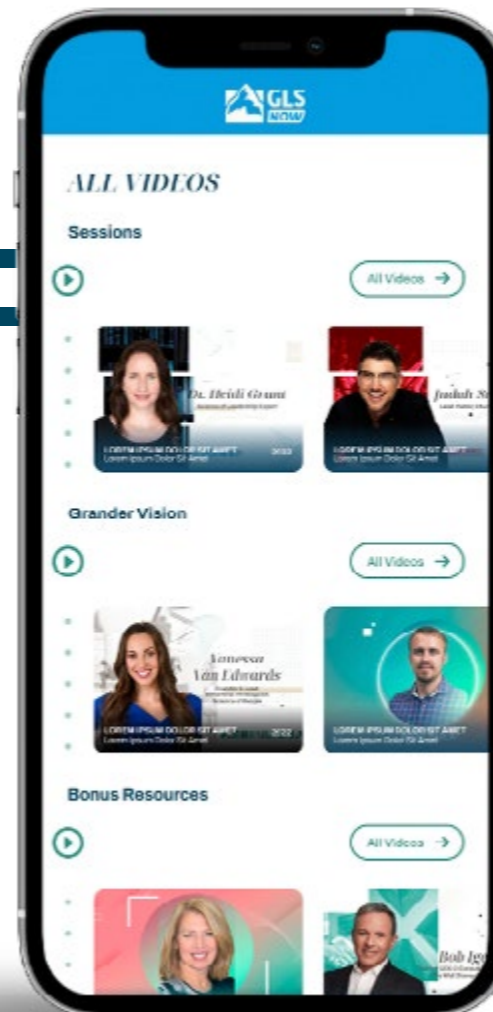 GLS
NOW
ALL VIDEOS
Sessions
All Videos
Dr. Heidi Grant
LOREM IPSUM DOLOR SIT AMET
Lorem Ipsum Dolor Sit Amet
Judah
LOREM IPSUM DOLOR SIT AMET
Lorem Ipsum Dolor Sit Amet
Grander Vision
All Videos
Vanessa
Van Edwards
LOREM IPSUM DOLOR SIT AMET
2022
Lorem Ipsum Dolor Sit Amet
LOREM IPSUM DOLOR SIT AMET
Lorem Ipsum Dolor Sit Amet
Bonus Resources
All Videos
Bob